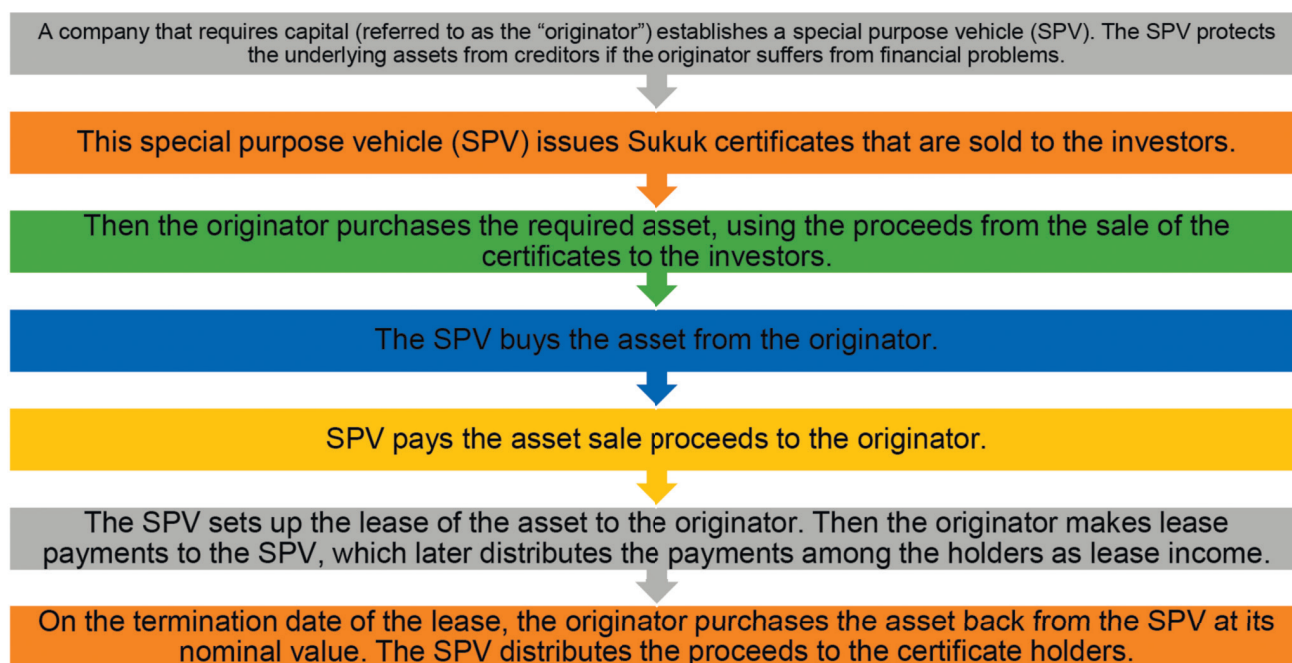 A company that requires capital (referred to as the “originator”) establishes a special purpose vehicle (SPV). The SPV protects
the underlying assets from creditors if the originator suffers from financial problems.
This special purpose vehicle (SPV) issues Sukuk certificates that are sold to the investors.
Then the originator purchases the required asset, using the proceeds from the sale of the
certificates to the investors.
The SPV buys the asset from the originator.
SPV pays the asset sale proceeds to the originator.
The SPV sets up the lease of the asset to the originator. Then the originator makes lease
payments to the SPV, which later distributes the payments among the holders as lease income.
On the termination date of the lease, the originator purchases the asset back from the SPV at its
nominal value. The SPV distributes the proceeds to the certificate holders.